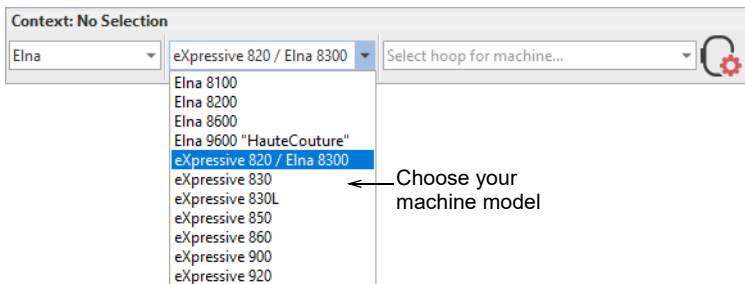 Context: No Selection
Elna
eXpressive 820 / Elna 8300
Select hoop for machine...
Elna 8100
Elna 8200
Elna 8600
Elna 9600 "HauteCouture"
eXpressive 820 / Elna 8300
eXpressive 830
eXpressive 830L
eXpressive 850
eXpressive 860
eXpressive 900
eXpressive 920
Choose your
machine model